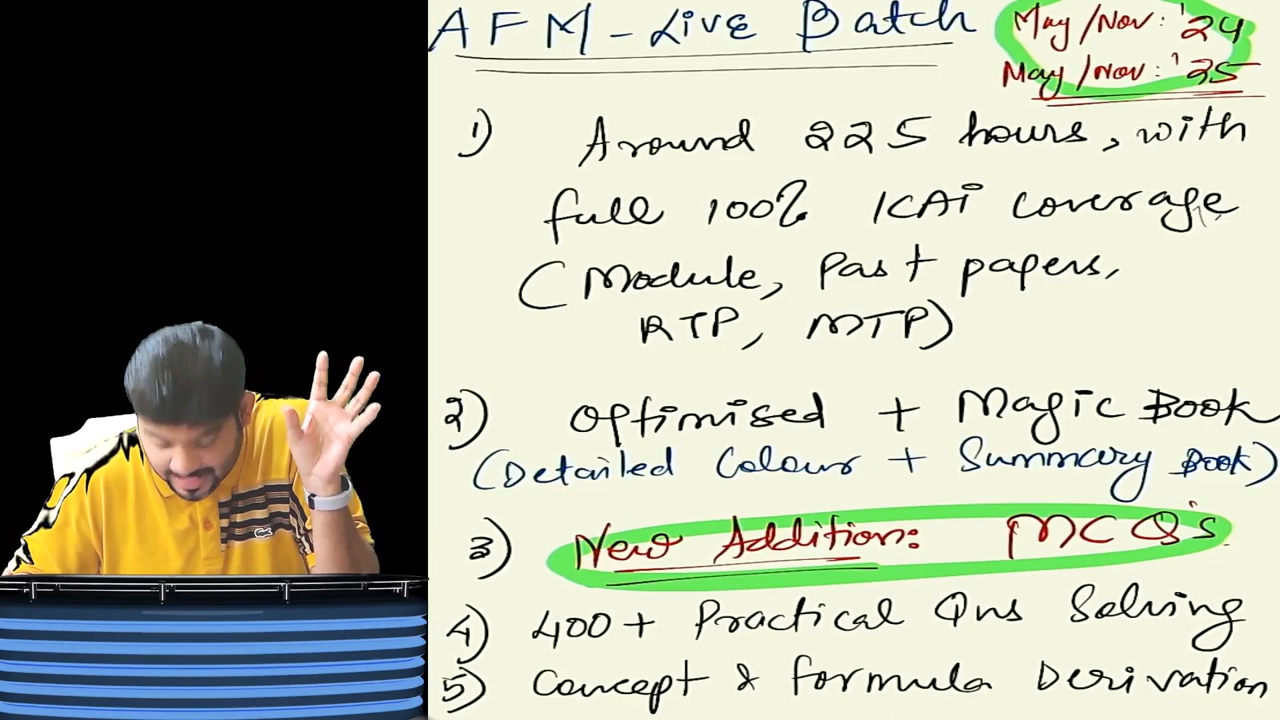 AFM - Live Batch
May/Nov: '24
May/Nov: '25
1) Around 225 hours, with
full 100% ICAI coverage
(Module, Past papers,
RTP, MTP)
2) Optimised + Magic Book
(Detailed Colour + Summary Book)
3) New Addition: MCQ's
4) 400+ Practical Qns Solving
5) Concept & formula Derivation